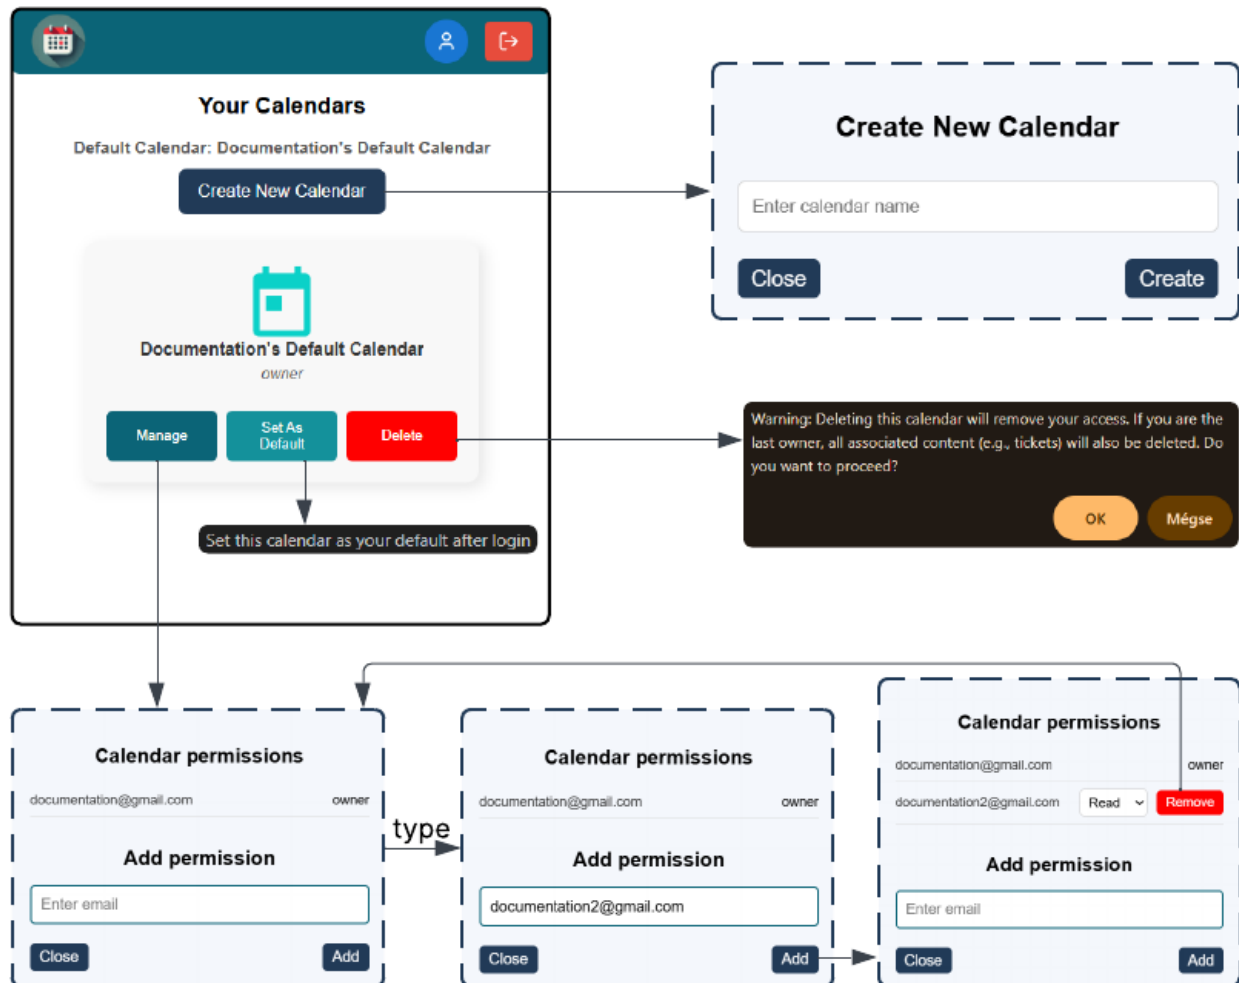 Your Calendars
Default Calendar: Documentation's Default Calendar
Create New Calendar
Documentation's Default Calendar
owner
Manage
Set As
Default
Delete
Set this calendar as your default after login
Create New Calendar
Enter calendar name
Close
Create
Warning: Deleting this calendar will remove your access. If you are the
last owner, all associated content (e.g., tickets) will also be deleted. Do
you want to proceed?
OK
Mégse
Calendar permissions
documentation@gmail.com
owner
Add permission
Enter email
Close
Add
type
Calendar permissions
documentation@gmail.com
owner
Add permission
documentation2@gmail.com
Close
Add
Calendar permissions
documentation@gmail.com
owner
documentation2@gmail.com
Read
Remove
Add permission
Enter email
Close
Add